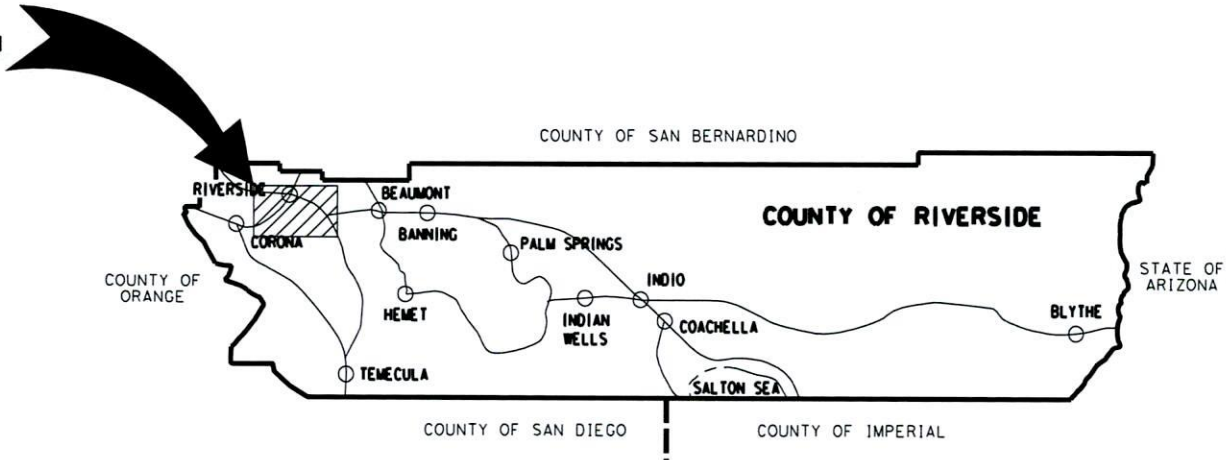 COUNTY OF SAN BERNARDINO
RIVERSIDE
BEAUMONT
COUNTY OF RIVERSIDE
CORONA
BANNING
PALM SPRINGS
COUNTY OF
ORANGE
STATE OF
ARIZONA
HEMET
INDIO
INDIAN
WELLS
COACHELLA
BLYTHE
TEMECULA
SALTON SEA
COUNTY OF SAN DIEGO
COUNTY OF IMPERIAL